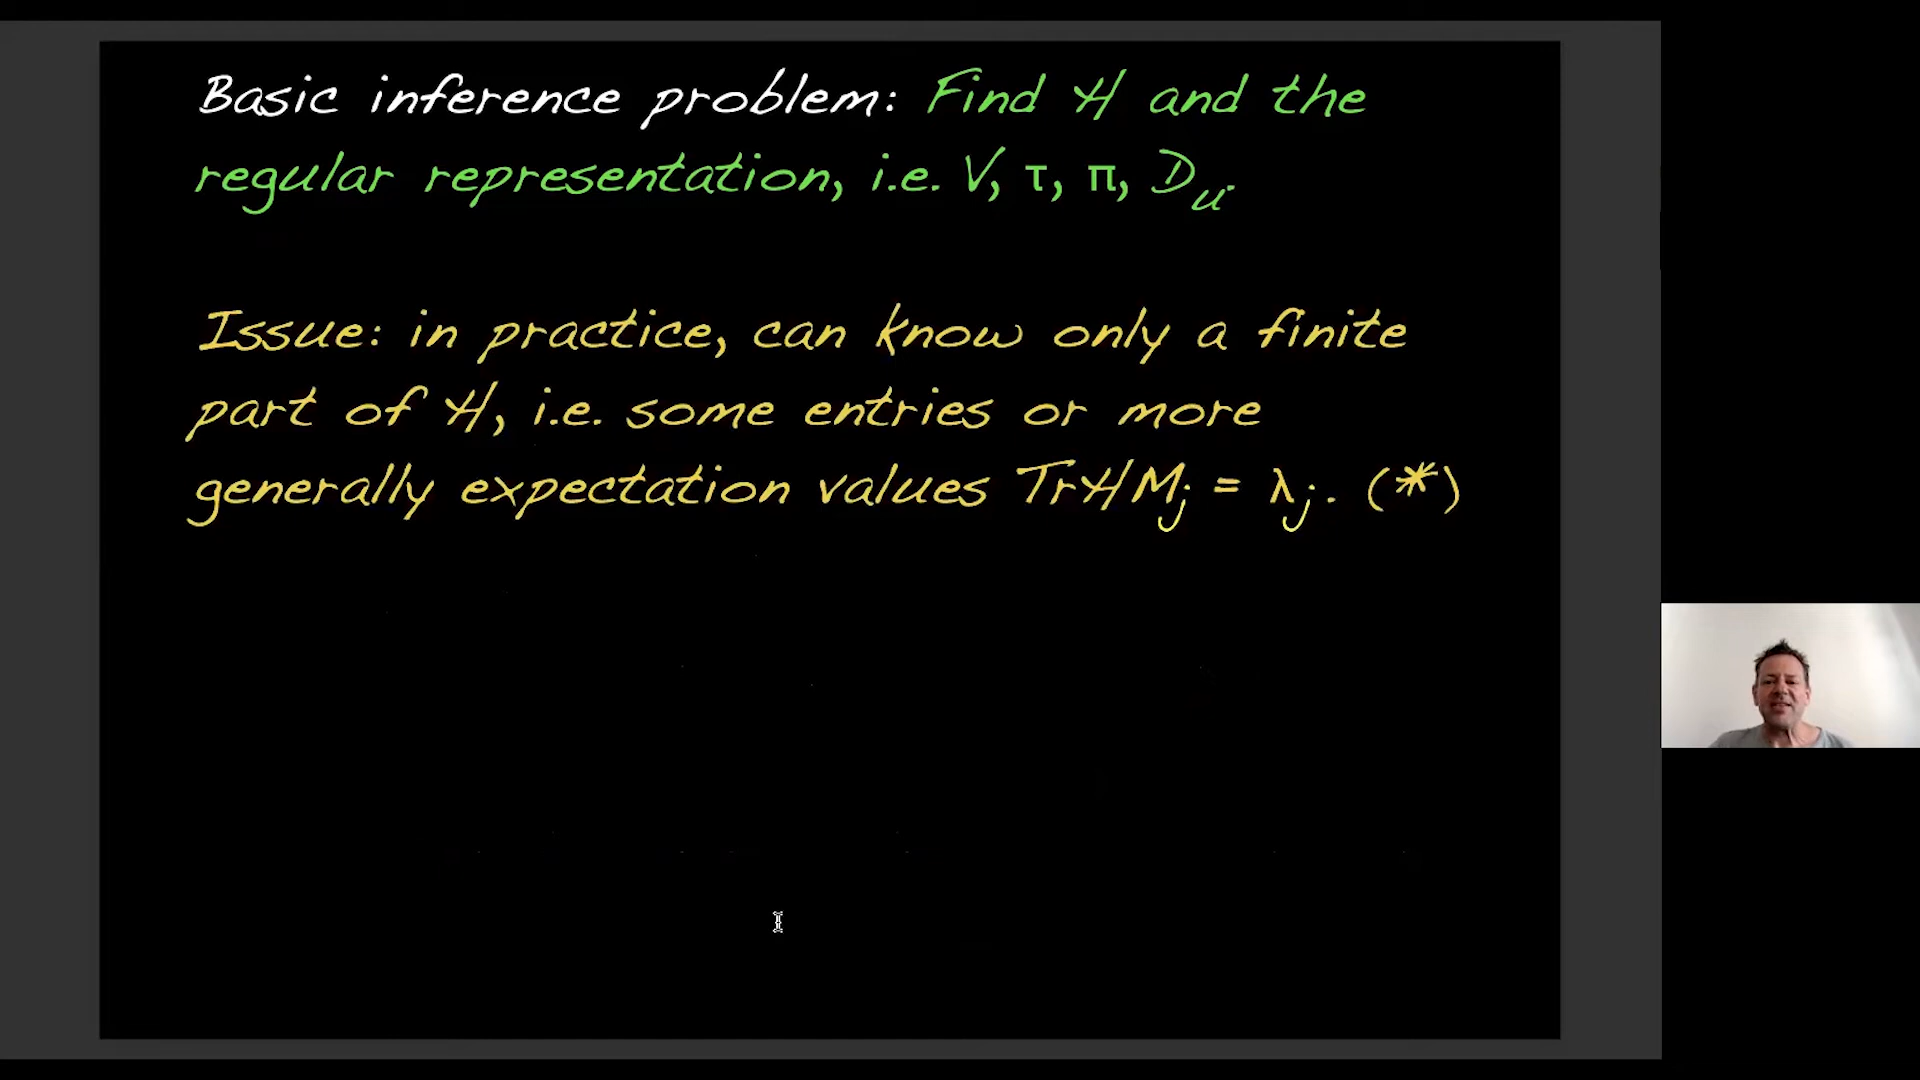 Basic inference problem: Find H and the
regular representation, i.e. V, τ, π, Du.
Issue: in practice, can know only a finite
part of H, i.e. some entries or more
generally expectation values TrHMj = λj. (*)